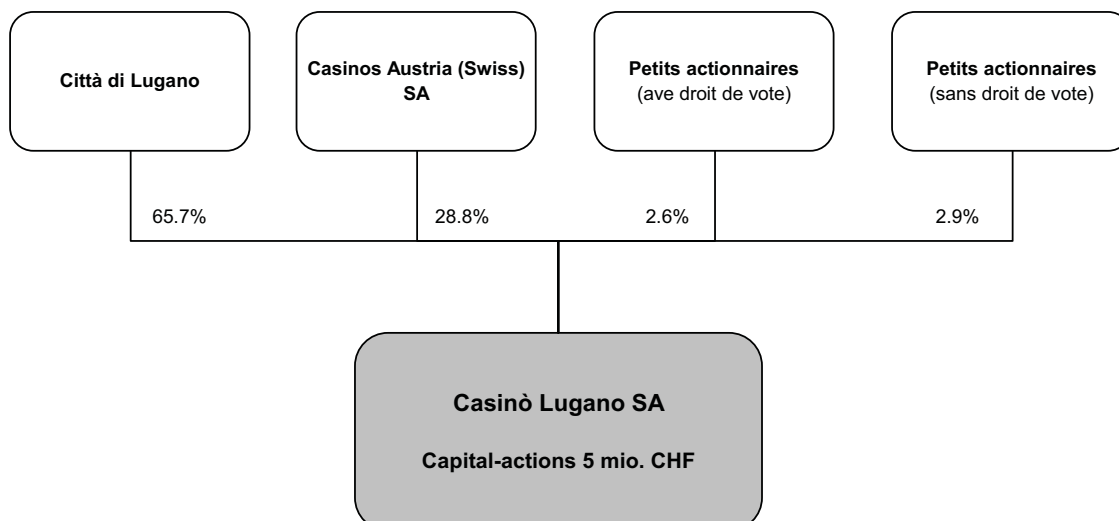 Città di Lugano
Casinos Austria (Swiss)
SA
Petits actionnaires
(ave droit de vote)
Petits actionnaires
(sans droit de vote)
65.7%
28.8%
2.6%
2.9%
Casinò Lugano SA
Capital-actions 5 mio. CHF